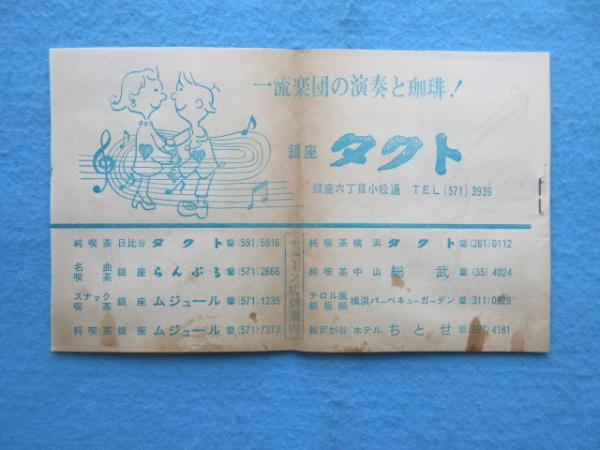 一流楽団の演奏と珈琲！
銀座 タクト
銀座六丁目小松通 TEL (571) 3939
純喫茶 日比谷 タクト ☎ (591) 5916
名曲喫茶 銀座 らんぶる ☎ (571) 2666
スナック喫茶 銀座 ムジュール ☎ (571) 1235
純喫茶 銀座 ムジュール ☎ (571) 7373
チェーン店御案内
純喫茶 横浜 タクト ☎ (261) 0112
純喫茶 中山 総武 ☎ (35) 4024
チロル風鉄板焼 横浜バーベキューガーデン ☎ (311) 0929
雑司が谷 ホテル ちとせ ☎ 4181